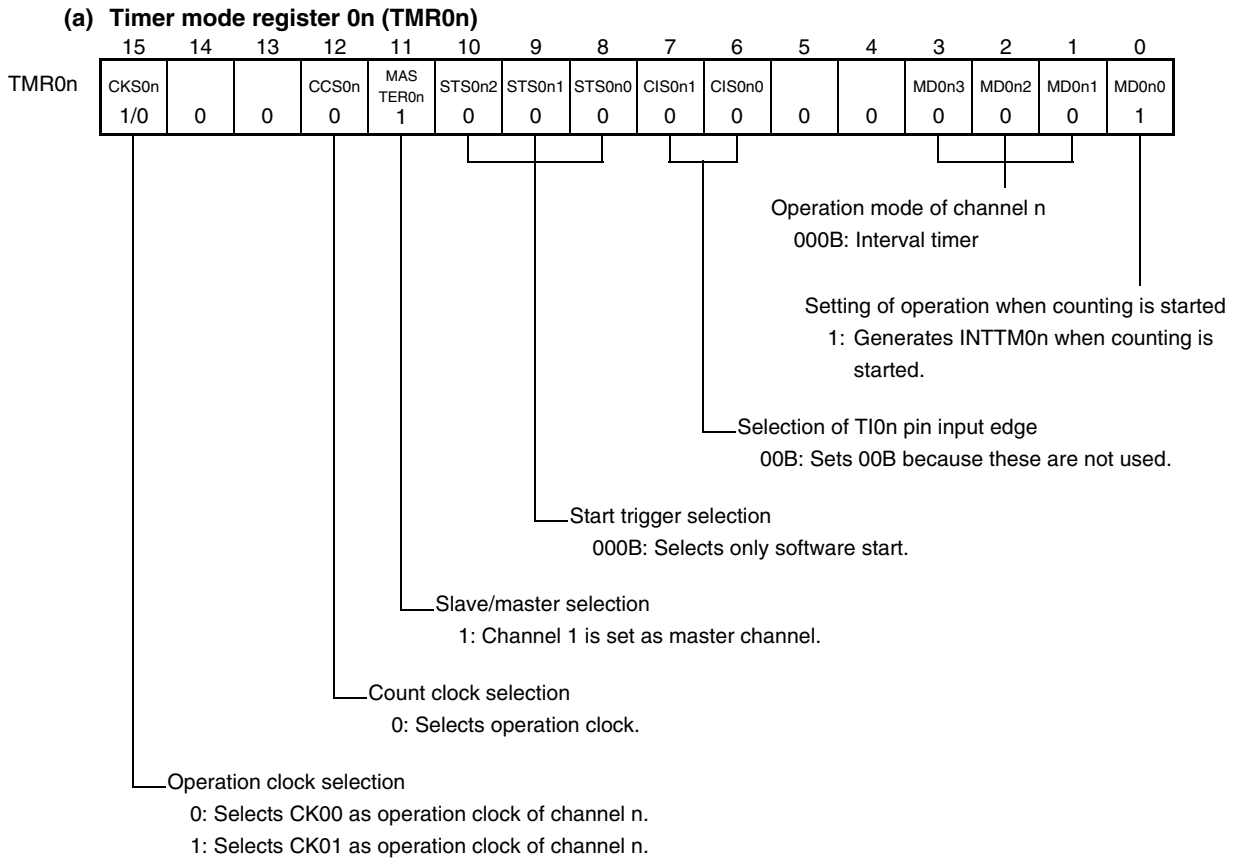 (a) Timer mode register 0n (TMR0n)
15 14 13 12 11 10 9 8 7 6 5 4 3 2 1 0
TMR0n CKS0n CCS0n MAS TER0n STS0n2 STS0n1 STS0n0 CIS0n1 CIS0n0 MD0n3 MD0n2 MD0n1 MD0n0
1/0 0 0 0 1 0 0 0 0 0 0 0 0 0 0 1
Operation mode of channel n
000B: Interval timer
Setting of operation when counting is started
1: Generates INTTM0n when counting is
started.
Selection of TI0n pin input edge
00B: Sets 00B because these are not used.
Start trigger selection
000B: Selects only software start.
Slave/master selection
1: Channel 1 is set as master channel.
Count clock selection
0: Selects operation clock.
Operation clock selection
0: Selects CK00 as operation clock of channel n.
1: Selects CK01 as operation clock of channel n.